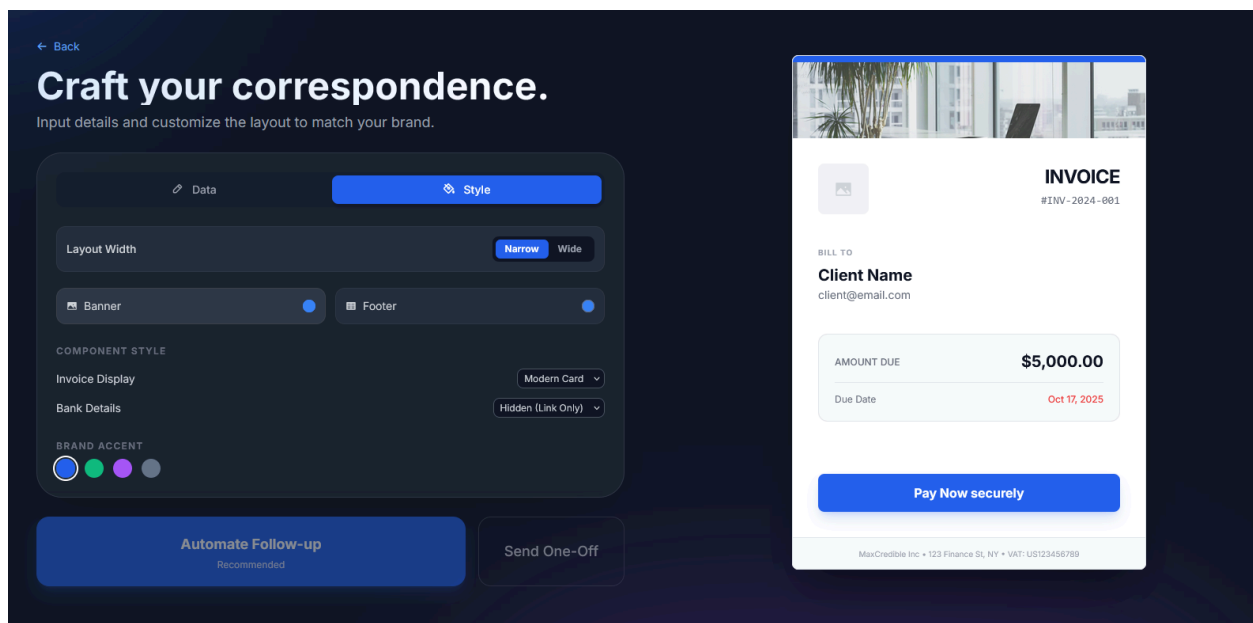 ← Back
Craft your correspondence.
Input details and customize the layout to match your brand.
Data
Style
Layout Width
Narrow
Wide
Banner
Footer
COMPONENT STYLE
Invoice Display
Modern Card
Bank Details
Hidden (Link Only)
BRAND ACCENT
Automate Follow-up
Recommended
Send One-Off
INVOICE
#INV-2024-001
BILL TO
Client Name
client@email.com
AMOUNT DUE
$5,000.00
Due Date
Oct 17, 2025
Pay Now securely
MaxCredible Inc • 123 Finance St, NY • VAT: US123456789